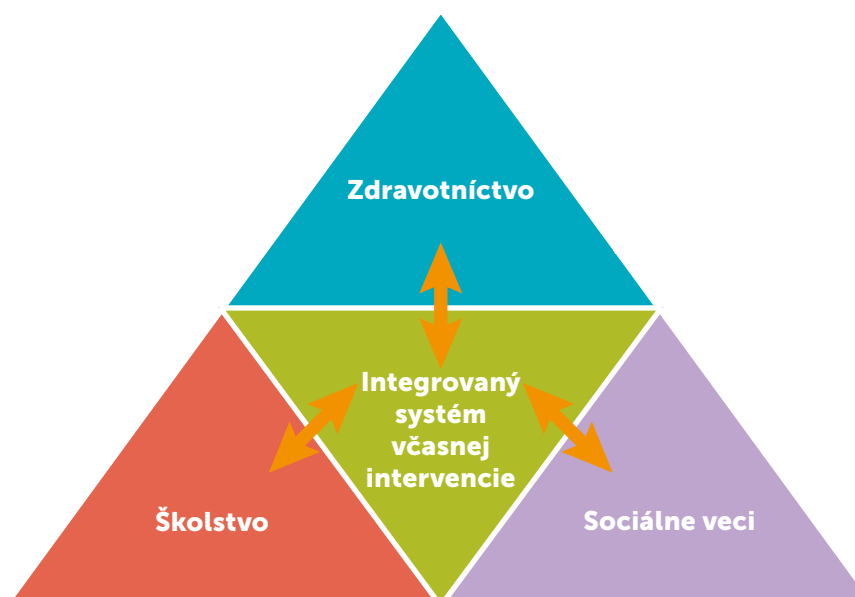 Zdravotníctvo
Integrovaný
systém
včasnej
intervencie
Školstvo
Sociálne veci